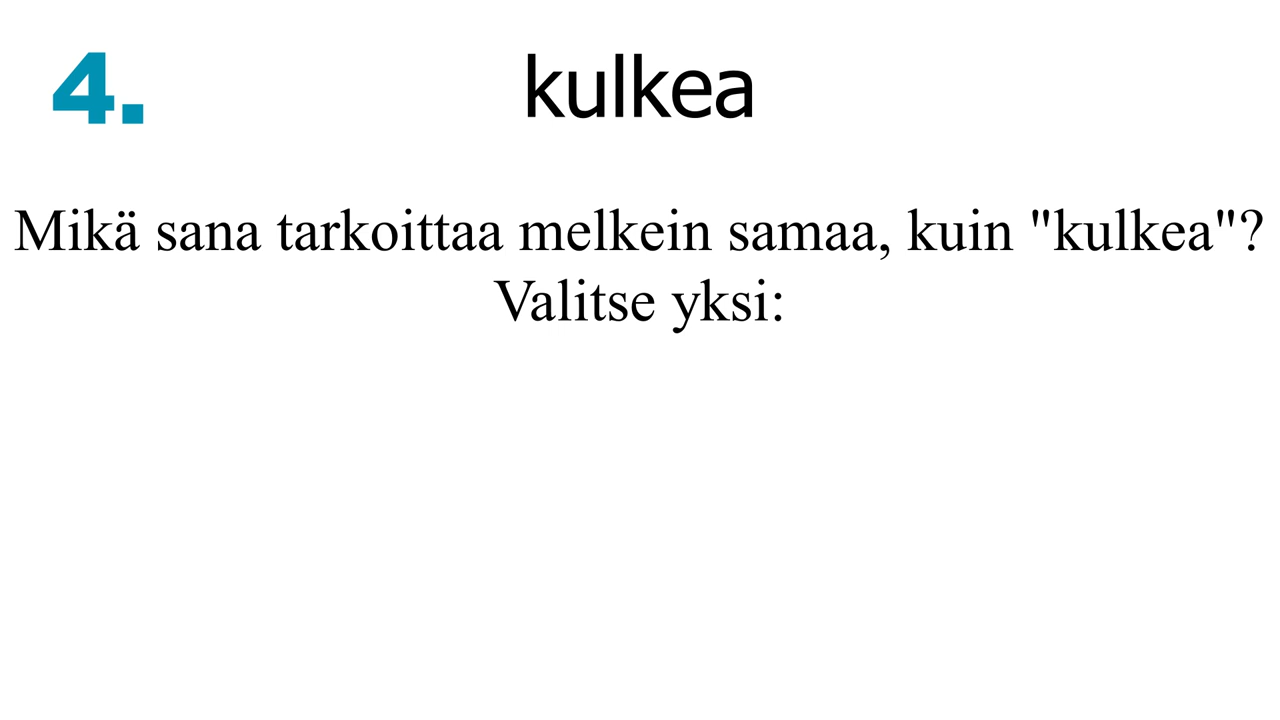 4.
kulkea
Mikä sana tarkoittaa melkein samaa, kuin "kulkea"?
Valitse yksi: